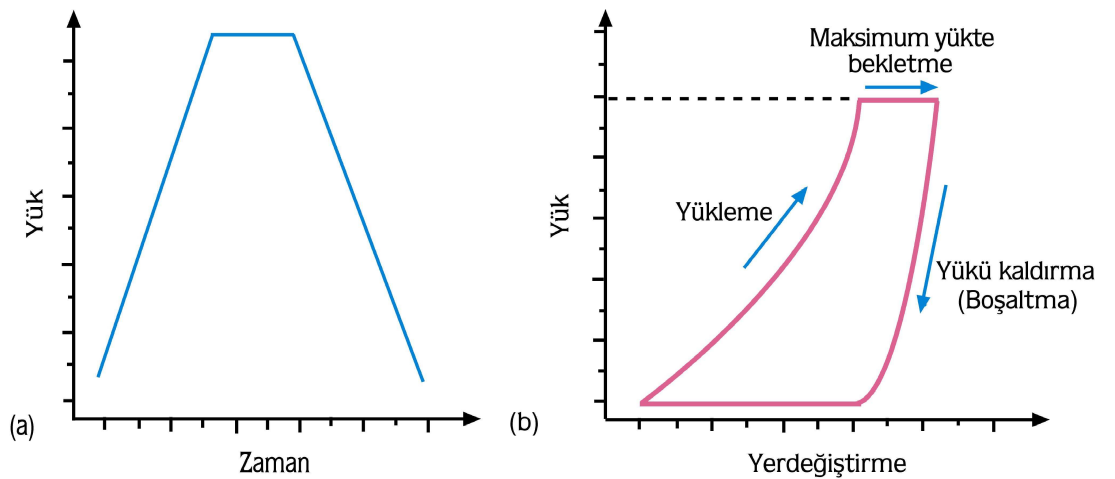 Yük
Zaman
(a)
Maksimum yükte
bekletme
Yükleme
Yük
Yükü kaldırma
(Boşaltma)
Yerdeğiştirme
(b)